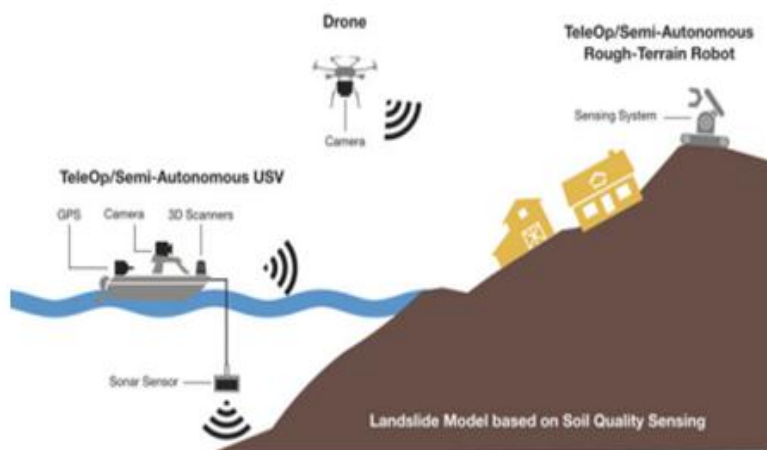 Drone
TeleOp/Semi-Autonomous
Rough-Terrain Robot
Sensing System
Camera
TeleOp/Semi-Autonomous USV
GPS
Camera
3D Scanners
Sonar Sensor
Landslide Model based on Soil Quality Sensing